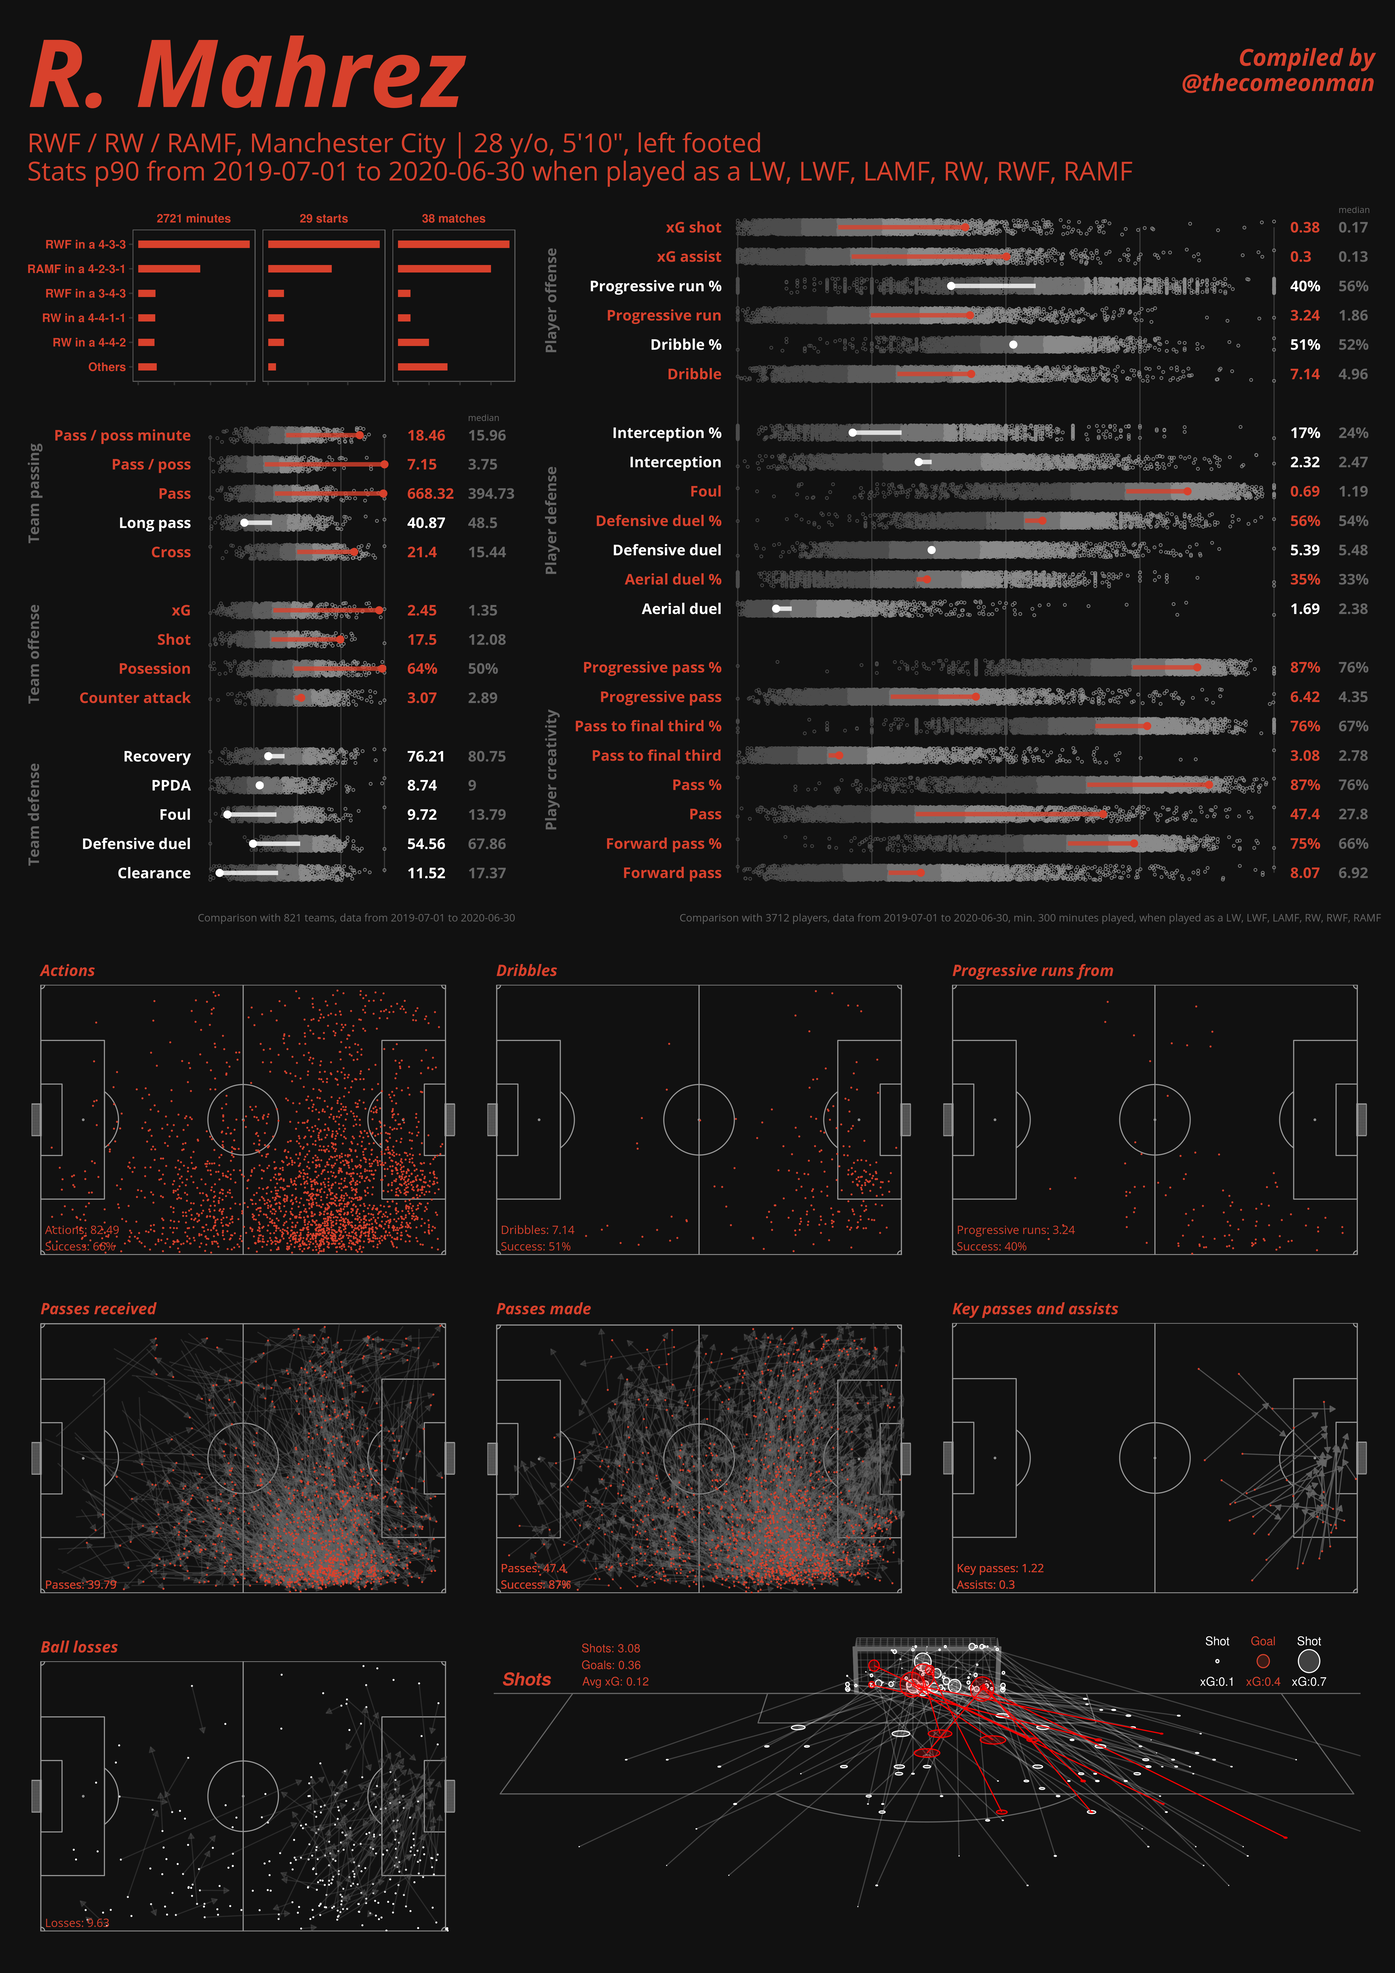 R. Mahrez
Compiled by
@thecomeonman
RWF / RW / RAMF, Manchester City | 28 y/o, 5'10", left footed
Stats p90 from 2019-07-01 to 2020-06-30 when played as a LW, LWF, LAMF, RW, RWF, RAMF
2721 minutes 29 starts 38 matches
RWF in a 4-3-3
RAMF in a 4-2-3-1
RWF in a 3-4-3
RW in a 4-4-1-1
RW in a 4-4-2
Others
median
Team passing
Pass / poss minute 18.46 15.96
Pass / poss 7.15 3.75
Pass 668.32 394.73
Long pass 40.87 48.5
Cross 21.4 15.44
Team offense
xG 2.45 1.35
Shot 17.5 12.08
Posession 64% 50%
Counter attack 3.07 2.89
Team defense
Recovery 76.21 80.75
PPDA 8.74 9
Foul 9.72 13.79
Defensive duel 54.56 67.86
Clearance 11.52 17.37
Comparison with 821 teams, data from 2019-07-01 to 2020-06-30
median
Player offense
xG shot 0.38 0.17
xG assist 0.3 0.13
Progressive run % 40% 56%
Progressive run 3.24 1.86
Dribble % 51% 52%
Dribble 7.14 4.96
Player defense
Interception % 17% 24%
Interception 2.32 2.47
Foul 0.69 1.19
Defensive duel % 56% 54%
Defensive duel 5.39 5.48
Aerial duel % 35% 33%
Aerial duel 1.69 2.38
Player creativity
Progressive pass % 87% 76%
Progressive pass 6.42 4.35
Pass to final third % 76% 67%
Pass to final third 3.08 2.78
Pass % 87% 76%
Pass 47.4 27.8
Forward pass % 75% 66%
Forward pass 8.07 6.92
Comparison with 3712 players, data from 2019-07-01 to 2020-06-30, min. 300 minutes played, when played as a LW, LWF, LAMF, RW, RWF, RAMF
Actions
Actions: 82.49
Success: 66%
Dribbles
Dribbles: 7.14
Success: 51%
Progressive runs from
Progressive runs: 3.24
Success: 40%
Passes received
Passes: 39.79
Passes made
Passes: 47.4
Success: 87%
Key passes and assists
Key passes: 1.22
Assists: 0.3
Ball losses
Losses: 9.63
Shots
Shots: 3.08
Goals: 0.36
Avg xG: 0.12
Shot Goal Shot
xG:0.1 xG:0.4 xG:0.7